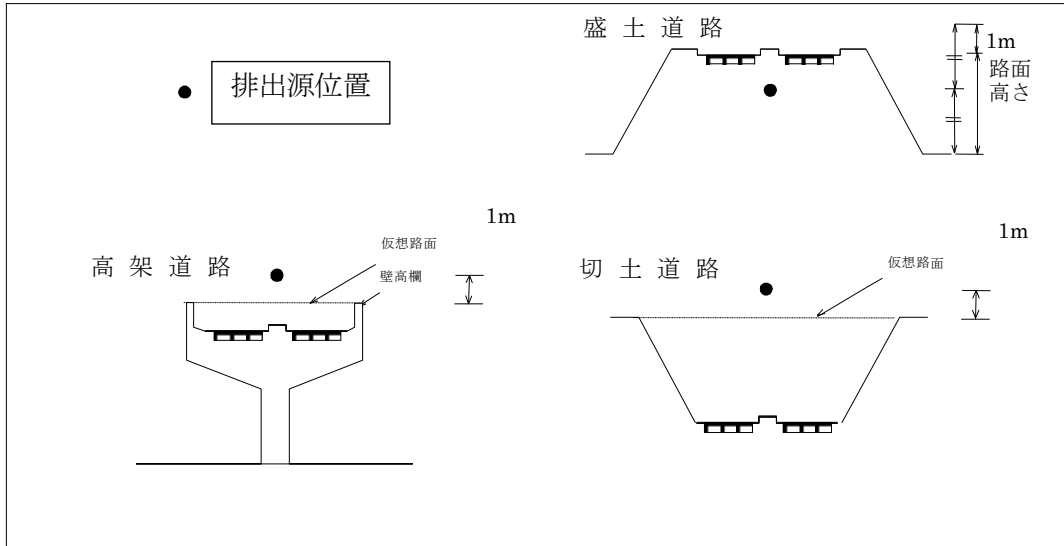 排出源位置
盛土道路
1m
路面
高さ
1m
仮想路面
高架道路
壁高欄
1m
仮想路面
切土道路